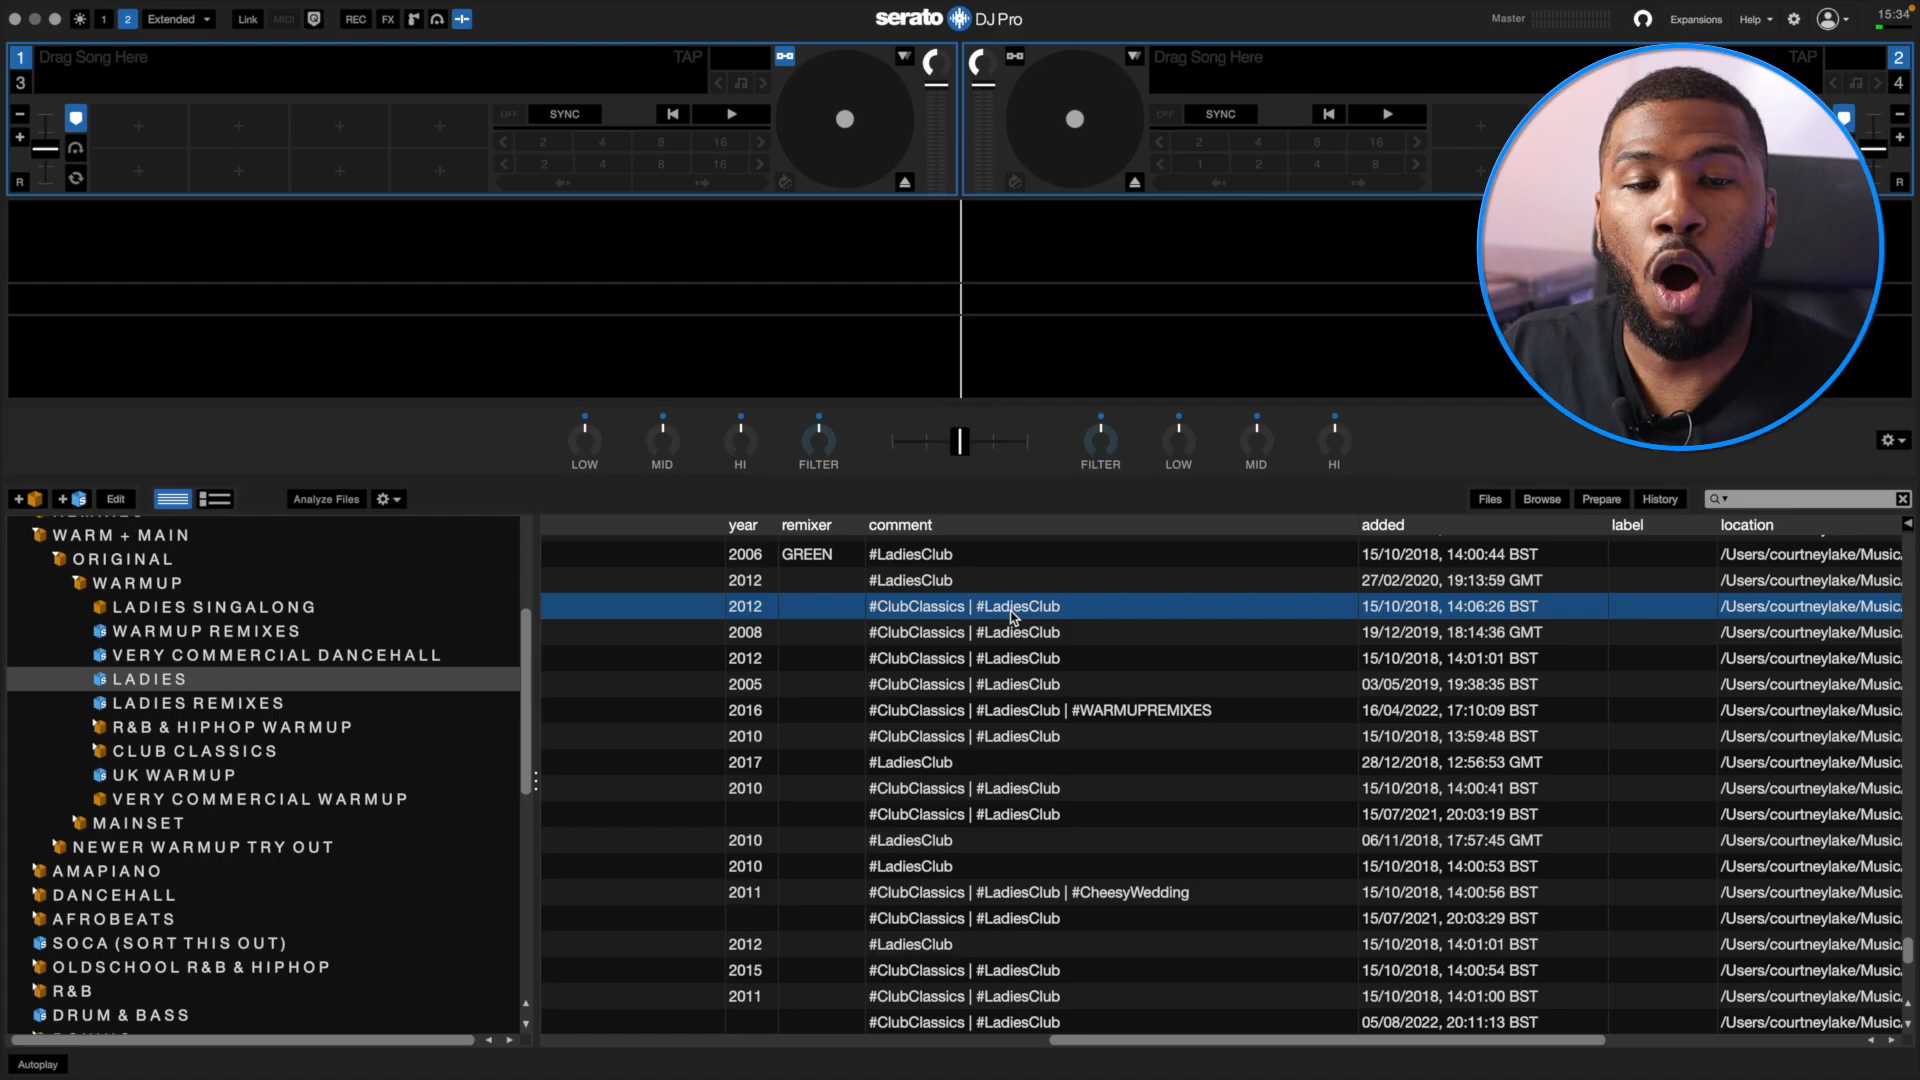 1 2 Extended Link MIDI REC FX serato DJ Pro Master Expansions Help 15:34
1 Drag Song Here TAP Drag Song Here TAP 2
3 4
OFF SYNC OFF SYNC
2 4 8 16 2 4 8 16
2 4 8 16 1 2 4 8
R R
LOW MID HI FILTER FILTER LOW MID HI
Edit Analyze Files Files Browse Prepare History
WARM + MAIN
ORIGINAL
WARMUP
LADIES SINGALONG
WARMUP REMIXES
VERY COMMERCIAL DANCEHALL
LADIES
LADIES REMIXES
R&B & HIPHOP WARMUP
CLUB CLASSICS
UK WARMUP
VERY COMMERCIAL WARMUP
MAINSET
NEWER WARMUP TRY OUT
AMAPIANO
DANCEHALL
AFROBEATS
SOCA (SORT THIS OUT)
OLDSCHOOL R&B & HIPHOP
R&B
DRUM & BASS
year remixer comment added label location
2006 GREEN #LadiesClub 15/10/2018, 14:00:44 BST /Users/courtneylake/Music/
2012 #LadiesClub 27/02/2020, 19:13:59 GMT /Users/courtneylake/Music/
2012 #ClubClassics | #LadiesClub 15/10/2018, 14:06:26 BST /Users/courtneylake/Music/
2008 #ClubClassics | #LadiesClub 19/12/2019, 18:14:36 GMT /Users/courtneylake/Music/
2012 #ClubClassics | #LadiesClub 15/10/2018, 14:01:01 BST /Users/courtneylake/Music/
2005 #ClubClassics | #LadiesClub 03/05/2019, 19:38:35 BST /Users/courtneylake/Music/
2016 #ClubClassics | #LadiesClub | #WARMUPREMIXES 16/04/2022, 17:10:09 BST /Users/courtneylake/Music/
2010 #ClubClassics | #LadiesClub 15/10/2018, 13:59:48 BST /Users/courtneylake/Music/
2017 #LadiesClub 28/12/2018, 12:56:53 GMT /Users/courtneylake/Music/
2010 #ClubClassics | #LadiesClub 15/10/2018, 14:00:41 BST /Users/courtneylake/Music/
#ClubClassics | #LadiesClub 15/07/2021, 20:03:19 BST /Users/courtneylake/Music/
2010 #LadiesClub 06/11/2018, 17:57:45 GMT /Users/courtneylake/Music/
2010 #LadiesClub 15/10/2018, 14:00:53 BST /Users/courtneylake/Music/
2011 #ClubClassics | #LadiesClub | #CheesyWedding 15/10/2018, 14:00:56 BST /Users/courtneylake/Music/
#ClubClassics | #LadiesClub 15/07/2021, 20:03:29 BST /Users/courtneylake/Music/
2012 #LadiesClub 15/10/2018, 14:01:01 BST /Users/courtneylake/Music/
2015 #ClubClassics | #LadiesClub 15/10/2018, 14:00:54 BST /Users/courtneylake/Music/
2011 #ClubClassics | #LadiesClub 15/10/2018, 14:01:00 BST /Users/courtneylake/Music/
#ClubClassics | #LadiesClub 05/08/2022, 20:11:13 BST /Users/courtneylake/Music/
Autoplay